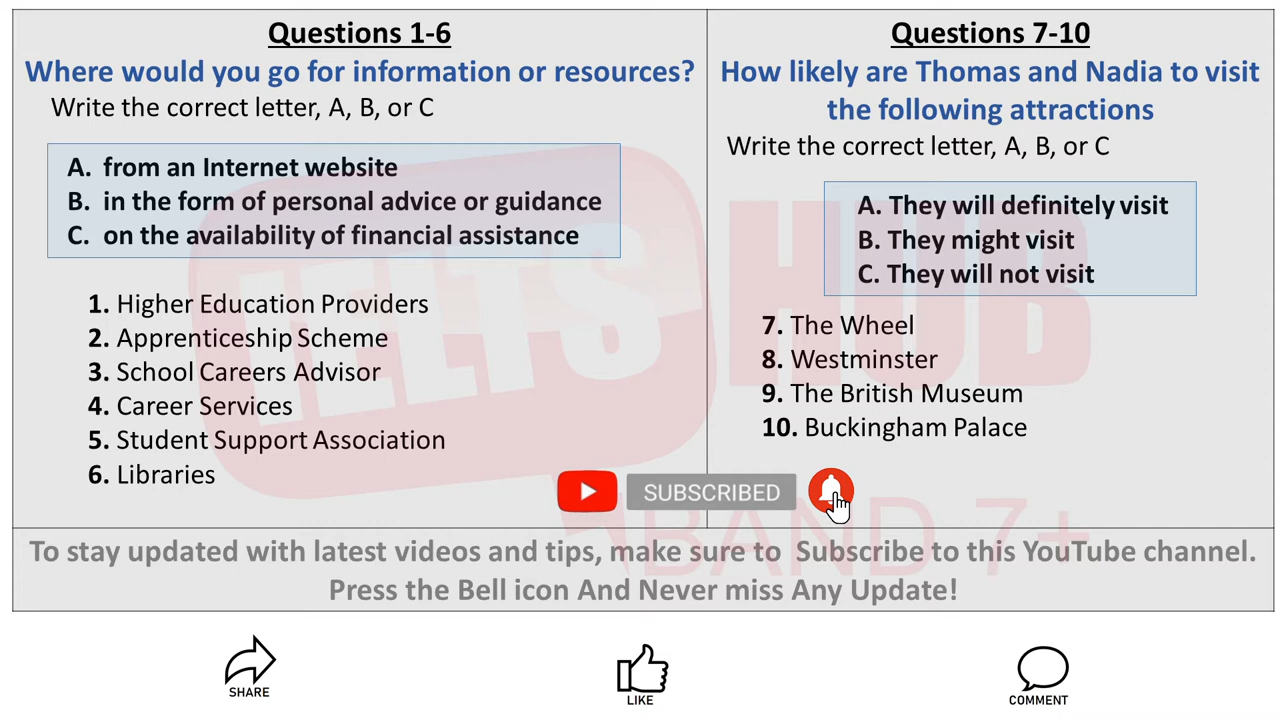 Questions 1-6
Where would you go for information or resources?
Write the correct letter, A, B, or C
A. from an Internet website
B. in the form of personal advice or guidance
C. on the availability of financial assistance
1. Higher Education Providers
2. Apprenticeship Scheme
3. School Careers Advisor
4. Career Services
5. Student Support Association
6. Libraries
Questions 7-10
How likely are Thomas and Nadia to visit
the following attractions
Write the correct letter, A, B, or C
A. They will definitely visit
B. They might visit
C. They will not visit
7. The Wheel
8. Westminster
9. The British Museum
10. Buckingham Palace
IELTS HUB
BAND 7+
SUBSCRIBED
To stay updated with latest videos and tips, make sure to Subscribe to this YouTube channel.
Press the Bell icon And Never miss Any Update!
SHARE
LIKE
COMMENT